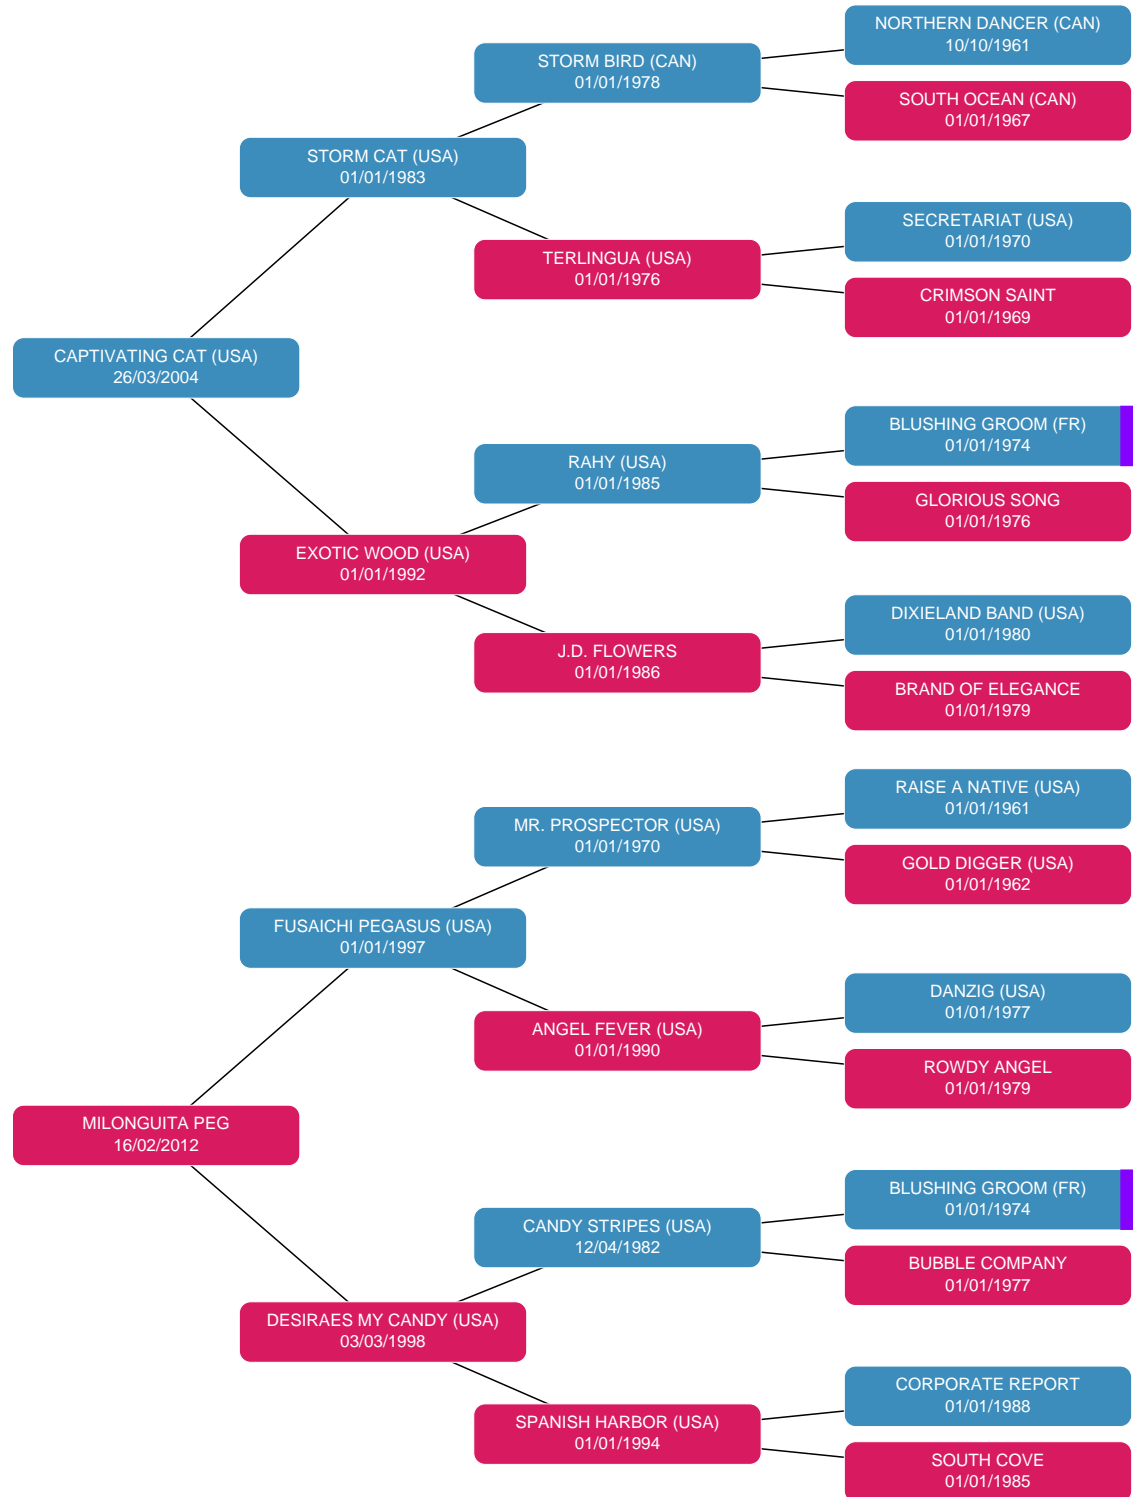 NORTHERN DANCER (CAN)
10/10/1961
STORM BIRD (CAN)
01/01/1978
SOUTH OCEAN (CAN)
01/01/1967
STORM CAT (USA)
01/01/1983
SECRETARIAT (USA)
01/01/1970
TERLINGUA (USA)
01/01/1976
CRIMSON SAINT
01/01/1969
CAPTIVATING CAT (USA)
26/03/2004
BLUSHING GROOM (FR)
01/01/1974
RAHY (USA)
01/01/1985
GLORIOUS SONG
01/01/1976
EXOTIC WOOD (USA)
01/01/1992
DIXIELAND BAND (USA)
01/01/1980
J.D. FLOWERS
01/01/1986
BRAND OF ELEGANCE
01/01/1979
RAISE A NATIVE (USA)
01/01/1961
MR. PROSPECTOR (USA)
01/01/1970
GOLD DIGGER (USA)
01/01/1962
FUSAICHI PEGASUS (USA)
01/01/1997
DANZIG (USA)
01/01/1977
ANGEL FEVER (USA)
01/01/1990
ROWDY ANGEL
01/01/1979
MILONGUITA PEG
16/02/2012
BLUSHING GROOM (FR)
01/01/1974
CANDY STRIPES (USA)
12/04/1982
BUBBLE COMPANY
01/01/1977
DESIRAES MY CANDY (USA)
03/03/1998
CORPORATE REPORT
01/01/1988
SPANISH HARBOR (USA)
01/01/1994
SOUTH COVE
01/01/1985